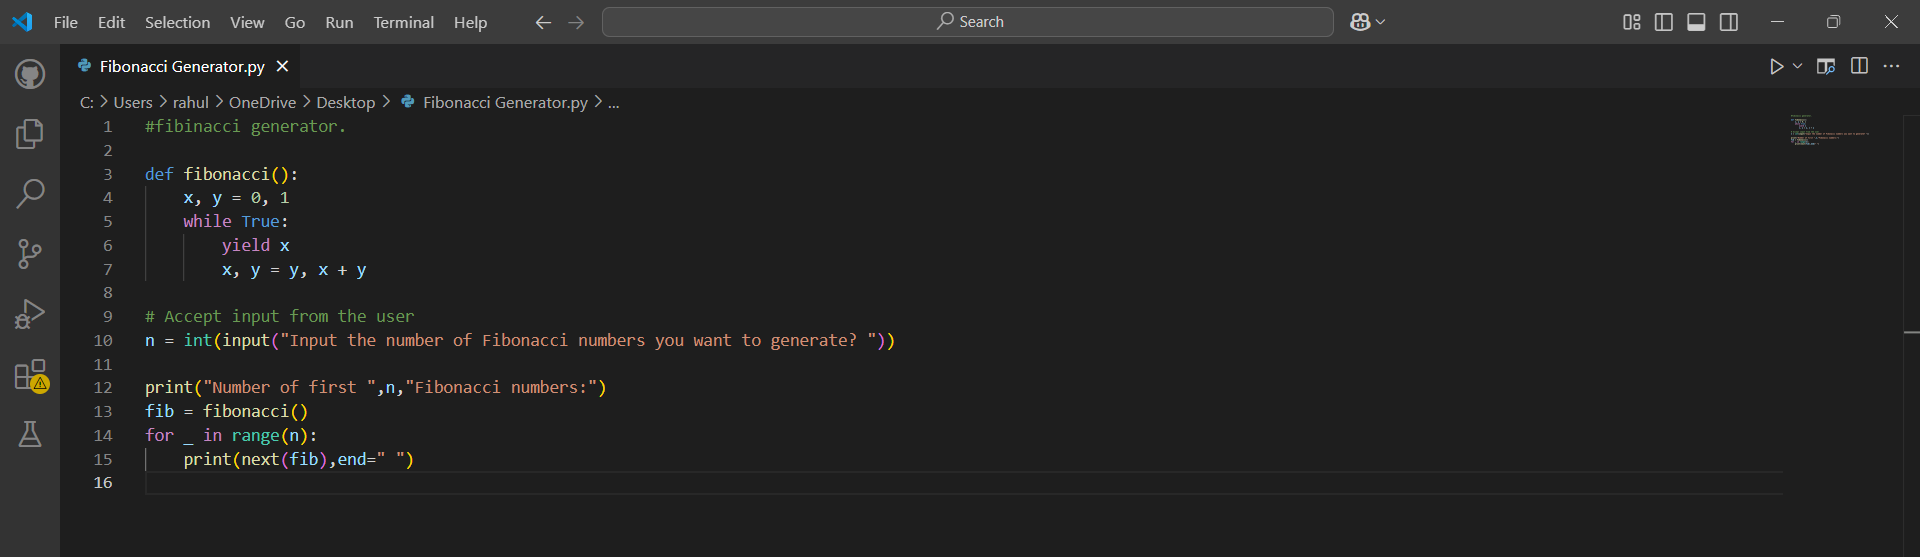 File Edit Selection View Go Run Terminal Help Search
Fibonacci Generator.py
C: > Users > rahul > OneDrive > Desktop > Fibonacci Generator.py > ...
1 #fibinacci generator.
2
3 def fibonacci():
4     x, y = 0, 1
5     while True:
6         yield x
7         x, y = y, x + y
8
9 # Accept input from the user
10 n = int(input("Input the number of Fibonacci numbers you want to generate? "))
11
12 print("Number of first ",n,"Fibonacci numbers:")
13 fib = fibonacci()
14 for _ in range(n):
15     print(next(fib),end=" ")
16